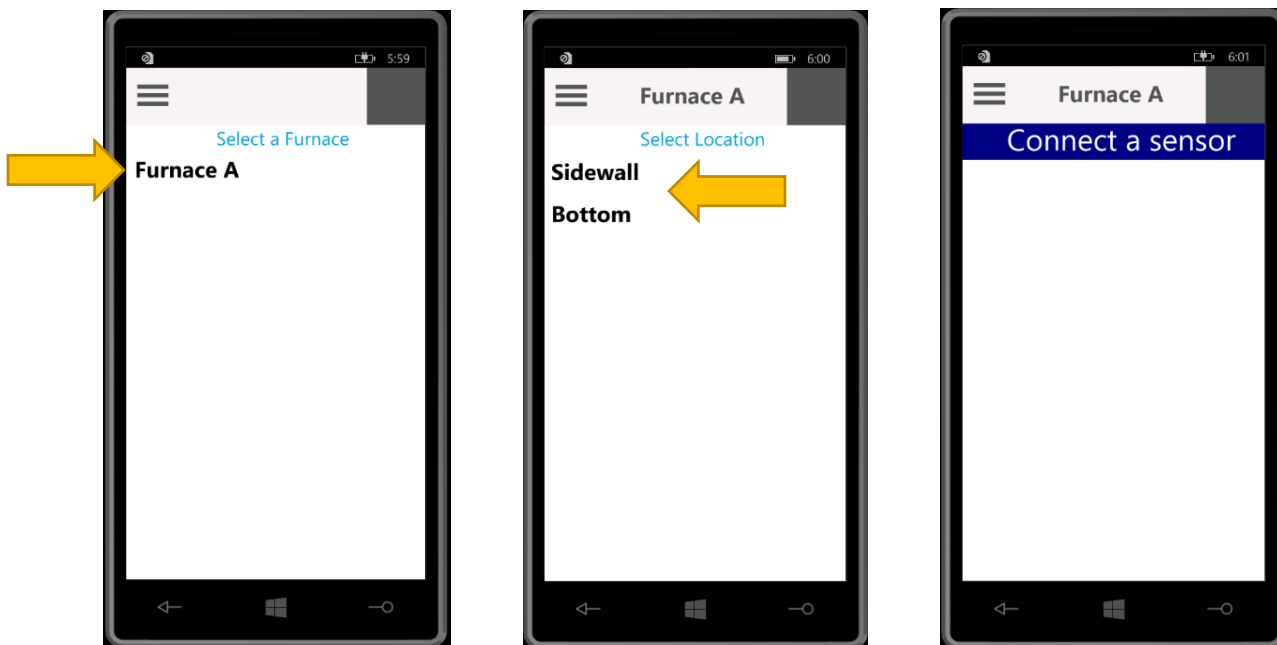 5:59
Select a Furnace
Furnace A
6:00
Furnace A
Select Location
Sidewall
Bottom
6:01
Furnace A
Connect a sensor